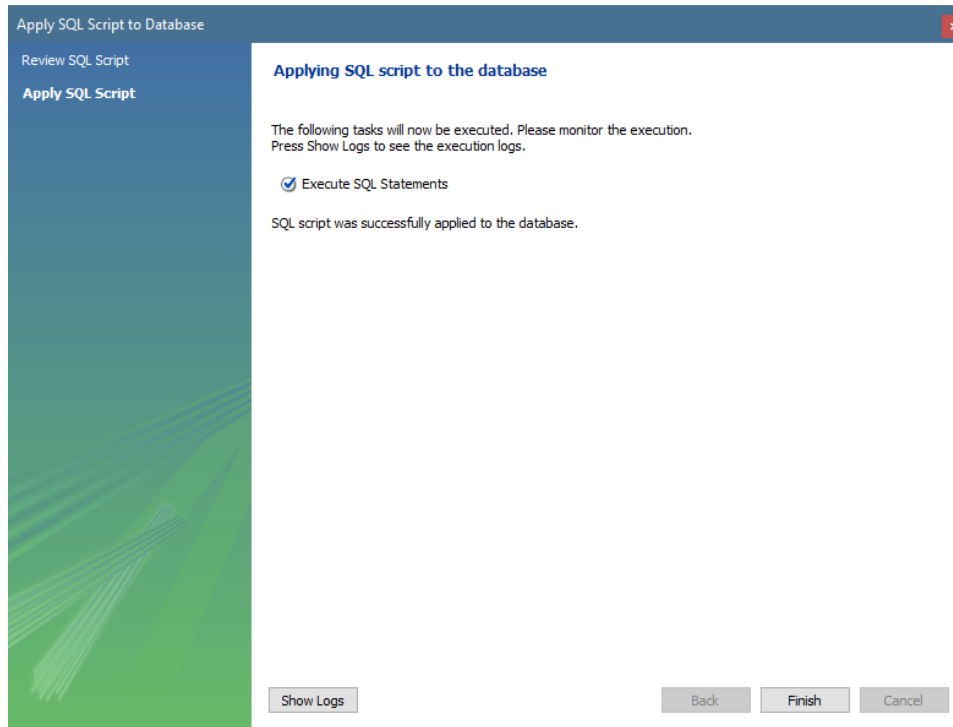 Apply SQL Script to Database
Review SQL Script
Apply SQL Script
Applying SQL script to the database
The following tasks will now be executed. Please monitor the execution.
Press Show Logs to see the execution logs.
Execute SQL Statements
SQL script was successfully applied to the database.
Show Logs
Back
Finish
Cancel